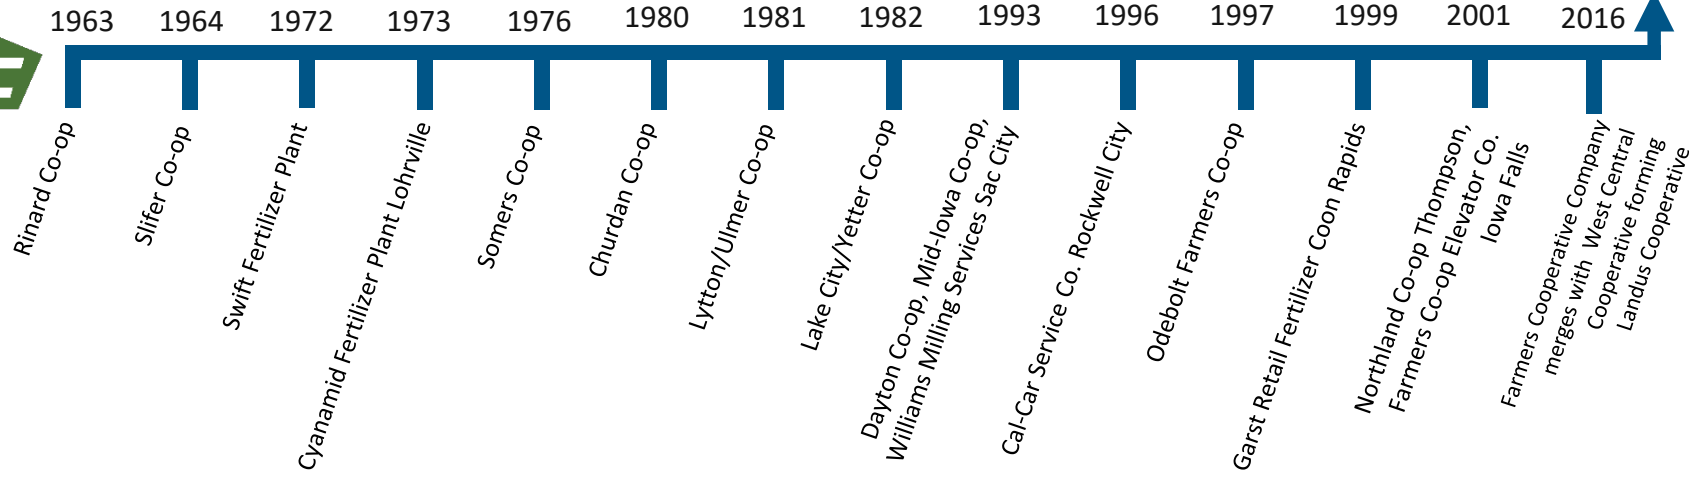 1963 1964 1972 1973 1976 1980 1981 1982 1993 1996 1997 1999 2001 2016
Rinard Co-op
Slifer Co-op
Swift Fertilizer Plant
Cyanamid Fertilizer Plant Lohrville
Somers Co-op
Churdan Co-op
Lytton/Ulmer Co-op
Lake City/Yetter Co-op
Dayton Co-op, Mid-Iowa Co-op,
Williams Milling Services Sac City
Cal-Car Service Co. Rockwell City
Odebolt Farmers Co-op
Garst Retail Fertilizer Coon Rapids
Northland Co-op Thompson,
Farmers Co-op Elevator Co.
Iowa Falls
Farmers Cooperative Company
merges with West Central
Cooperative forming
Landus Cooperative